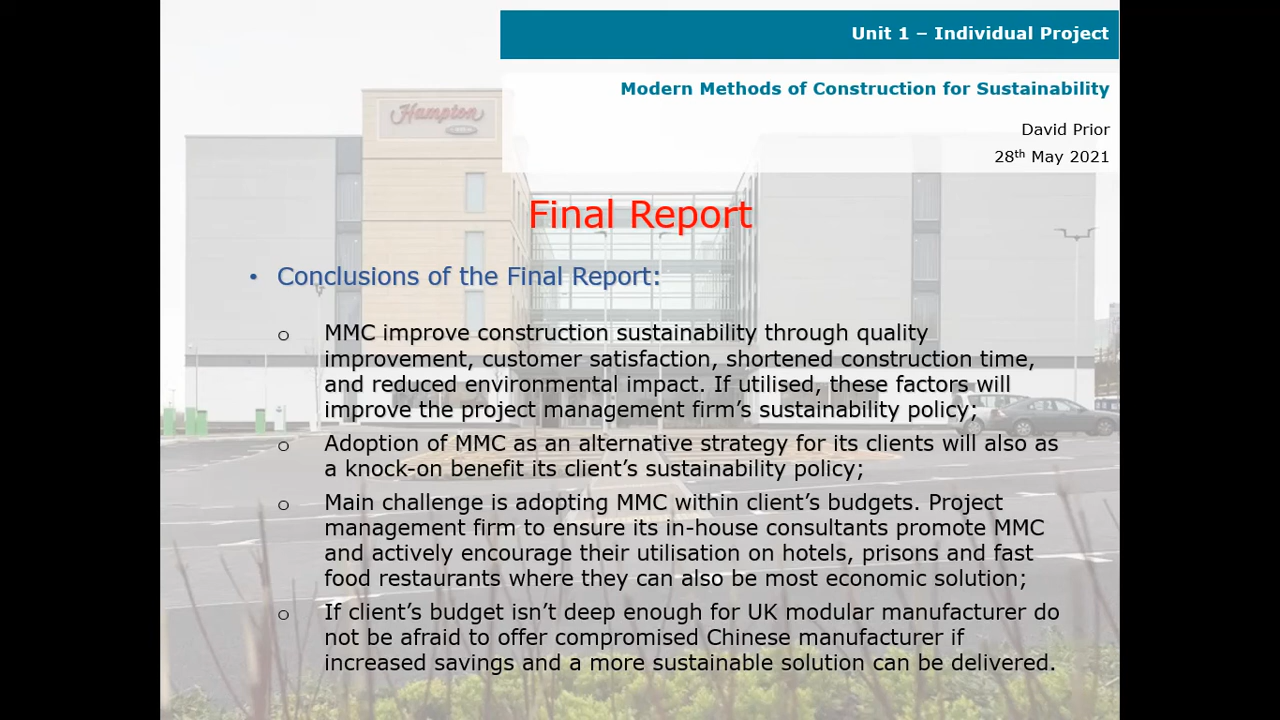 Unit 1 – Individual Project
Modern Methods of Construction for Sustainability
David Prior
28th May 2021
Hampton
Final Report
• Conclusions of the Final Report:
o MMC improve construction sustainability through quality
improvement, customer satisfaction, shortened construction time,
and reduced environmental impact. If utilised, these factors will
improve the project management firm’s sustainability policy;
o Adoption of MMC as an alternative strategy for its clients will also as
a knock-on benefit its client’s sustainability policy;
o Main challenge is adopting MMC within client’s budgets. Project
management firm to ensure its in-house consultants promote MMC
and actively encourage their utilisation on hotels, prisons and fast
food restaurants where they can also be most economic solution;
o If client’s budget isn’t deep enough for UK modular manufacturer do
not be afraid to offer compromised Chinese manufacturer if
increased savings and a more sustainable solution can be delivered.